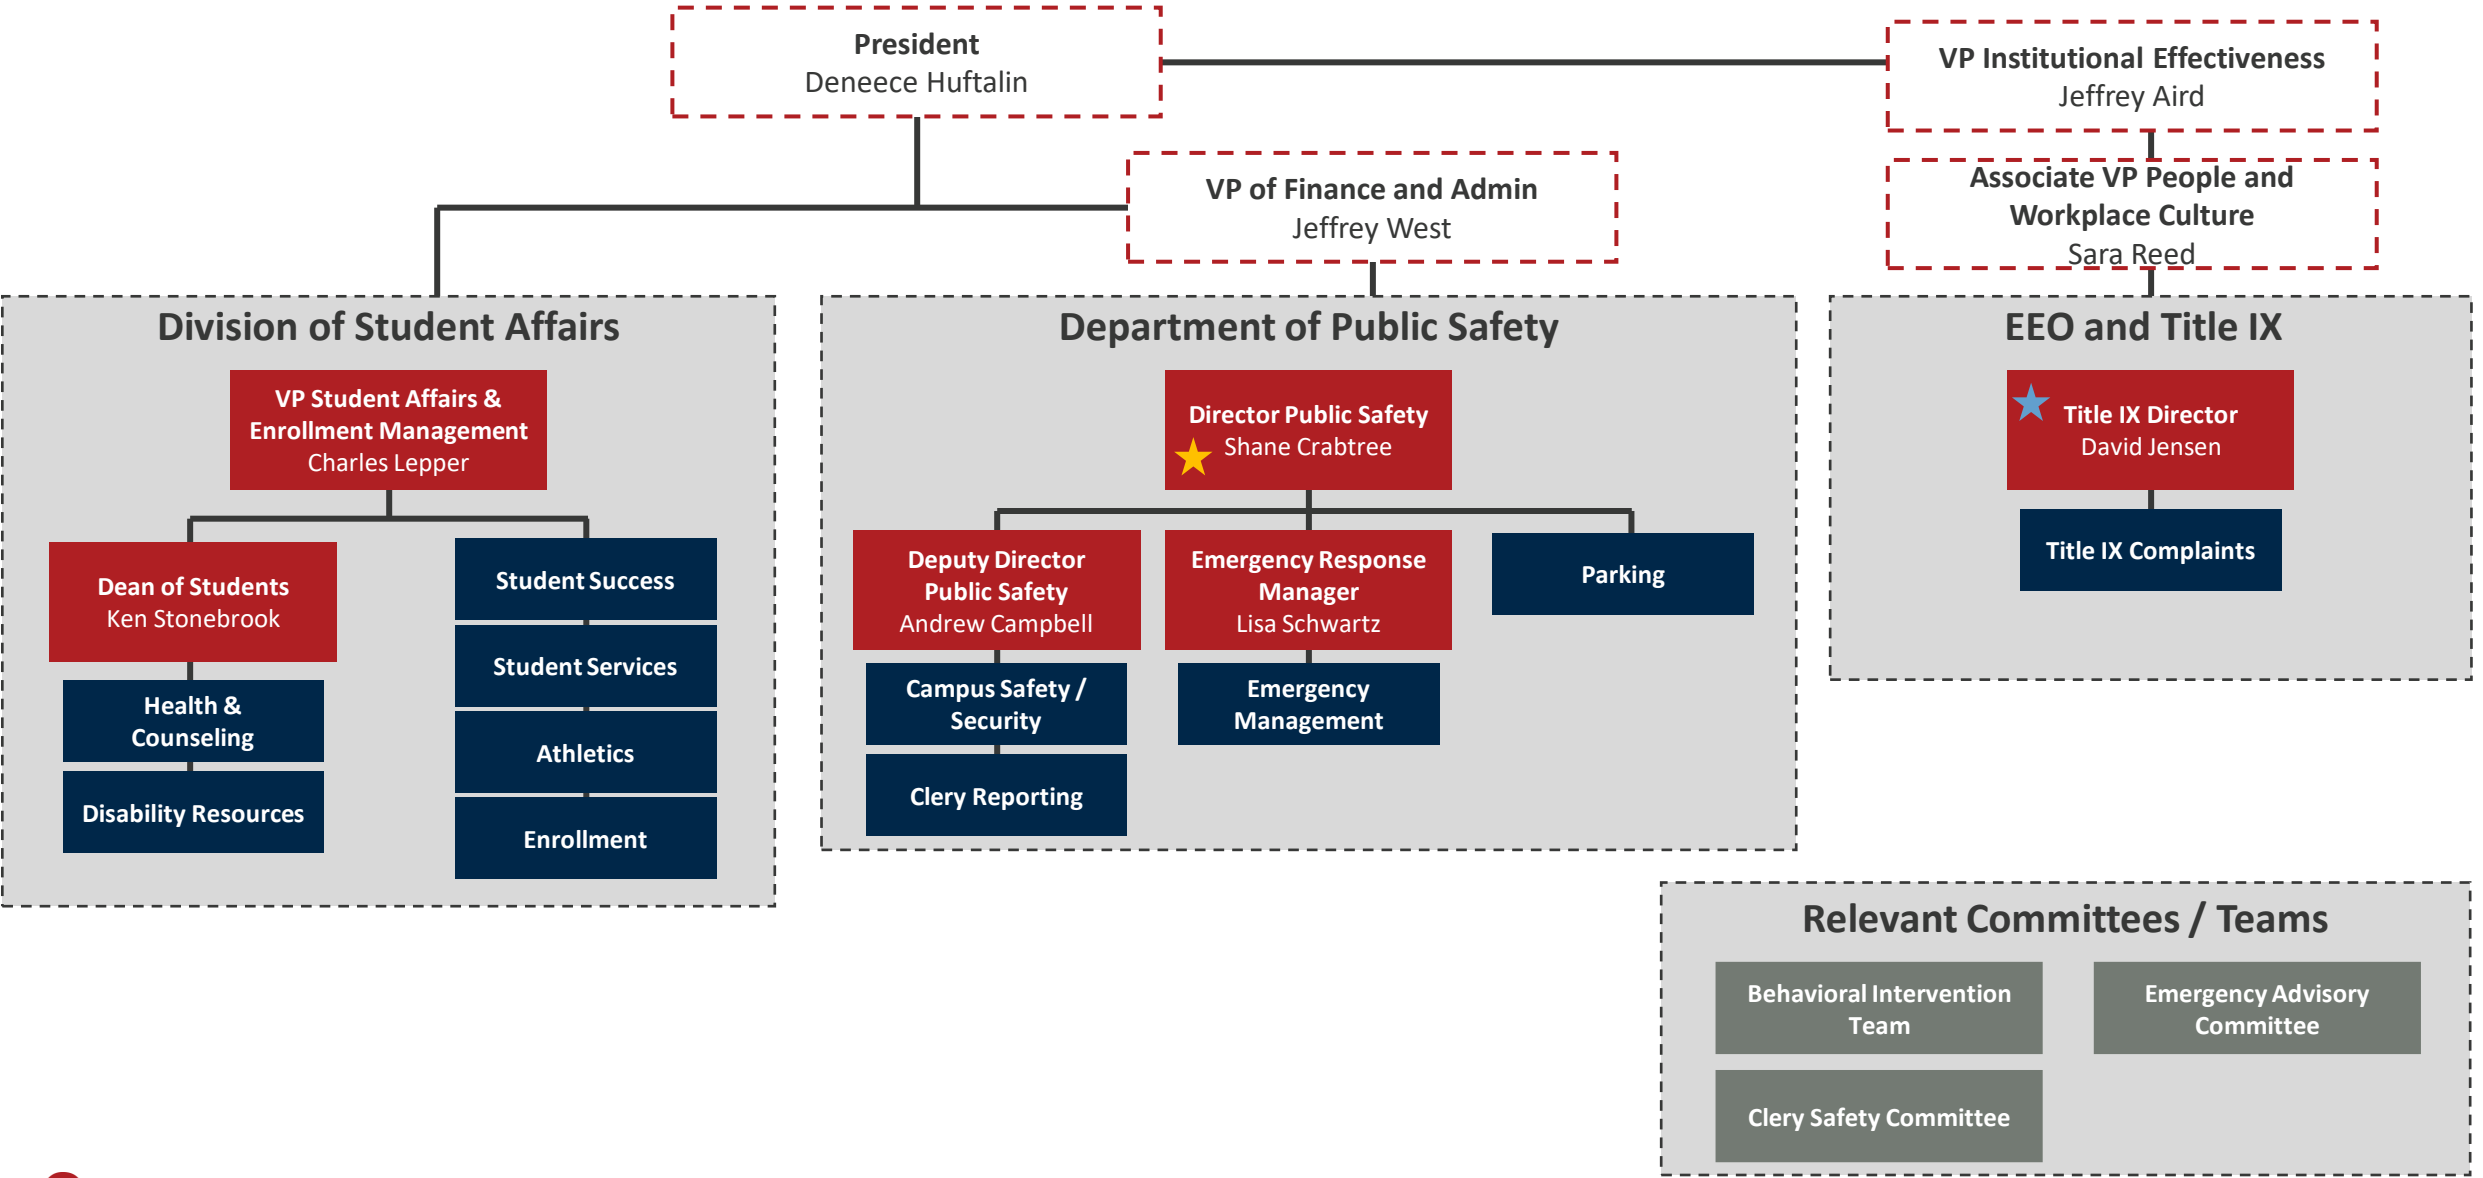 President
Deneece Huftalin
VP Institutional Effectiveness
Jeffrey Aird
VP of Finance and Admin
Jeffrey West
Associate VP People and
Workplace Culture
Sara Reed
Division of Student Affairs
VP Student Affairs &
Enrollment Management
Charles Lepper
Dean of Students
Ken Stonebrook
Health &
Counseling
Disability Resources
Student Success
Student Services
Athletics
Enrollment
Department of Public Safety
Director Public Safety
Shane Crabtree
Deputy Director
Public Safety
Andrew Campbell
Campus Safety /
Security
Clery Reporting
Emergency Response
Manager
Lisa Schwartz
Emergency
Management
Parking
EEO and Title IX
Title IX Director
David Jensen
Title IX Complaints
Relevant Committees / Teams
Behavioral Intervention
Team
Emergency Advisory
Committee
Clery Safety Committee